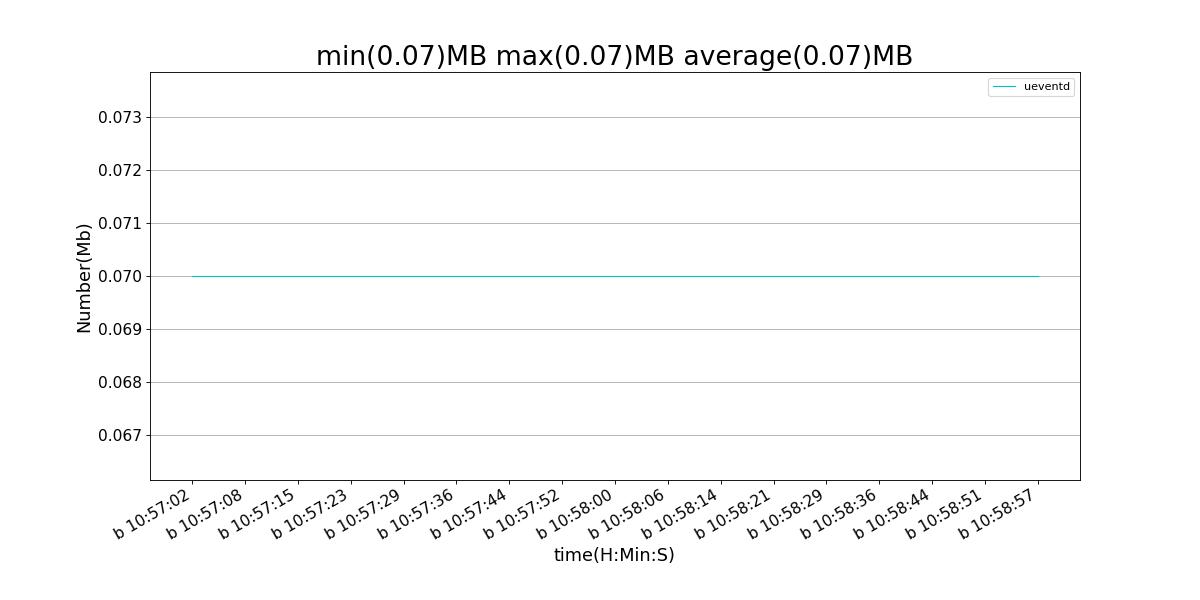 min(0.07)MB max(0.07)MB average(0.07)MB
ueventd
Number(Mb)
0.073
0.072
0.071
0.070
0.069
0.068
0.067
b 10:57:02
b 10:57:08
b 10:57:15
b 10:57:23
b 10:57:29
b 10:57:36
b 10:57:44
b 10:57:52
b 10:58:00
b 10:58:06
b 10:58:14
b 10:58:21
b 10:58:29
b 10:58:36
b 10:58:44
b 10:58:51
b 10:58:57
time(H:Min:S)